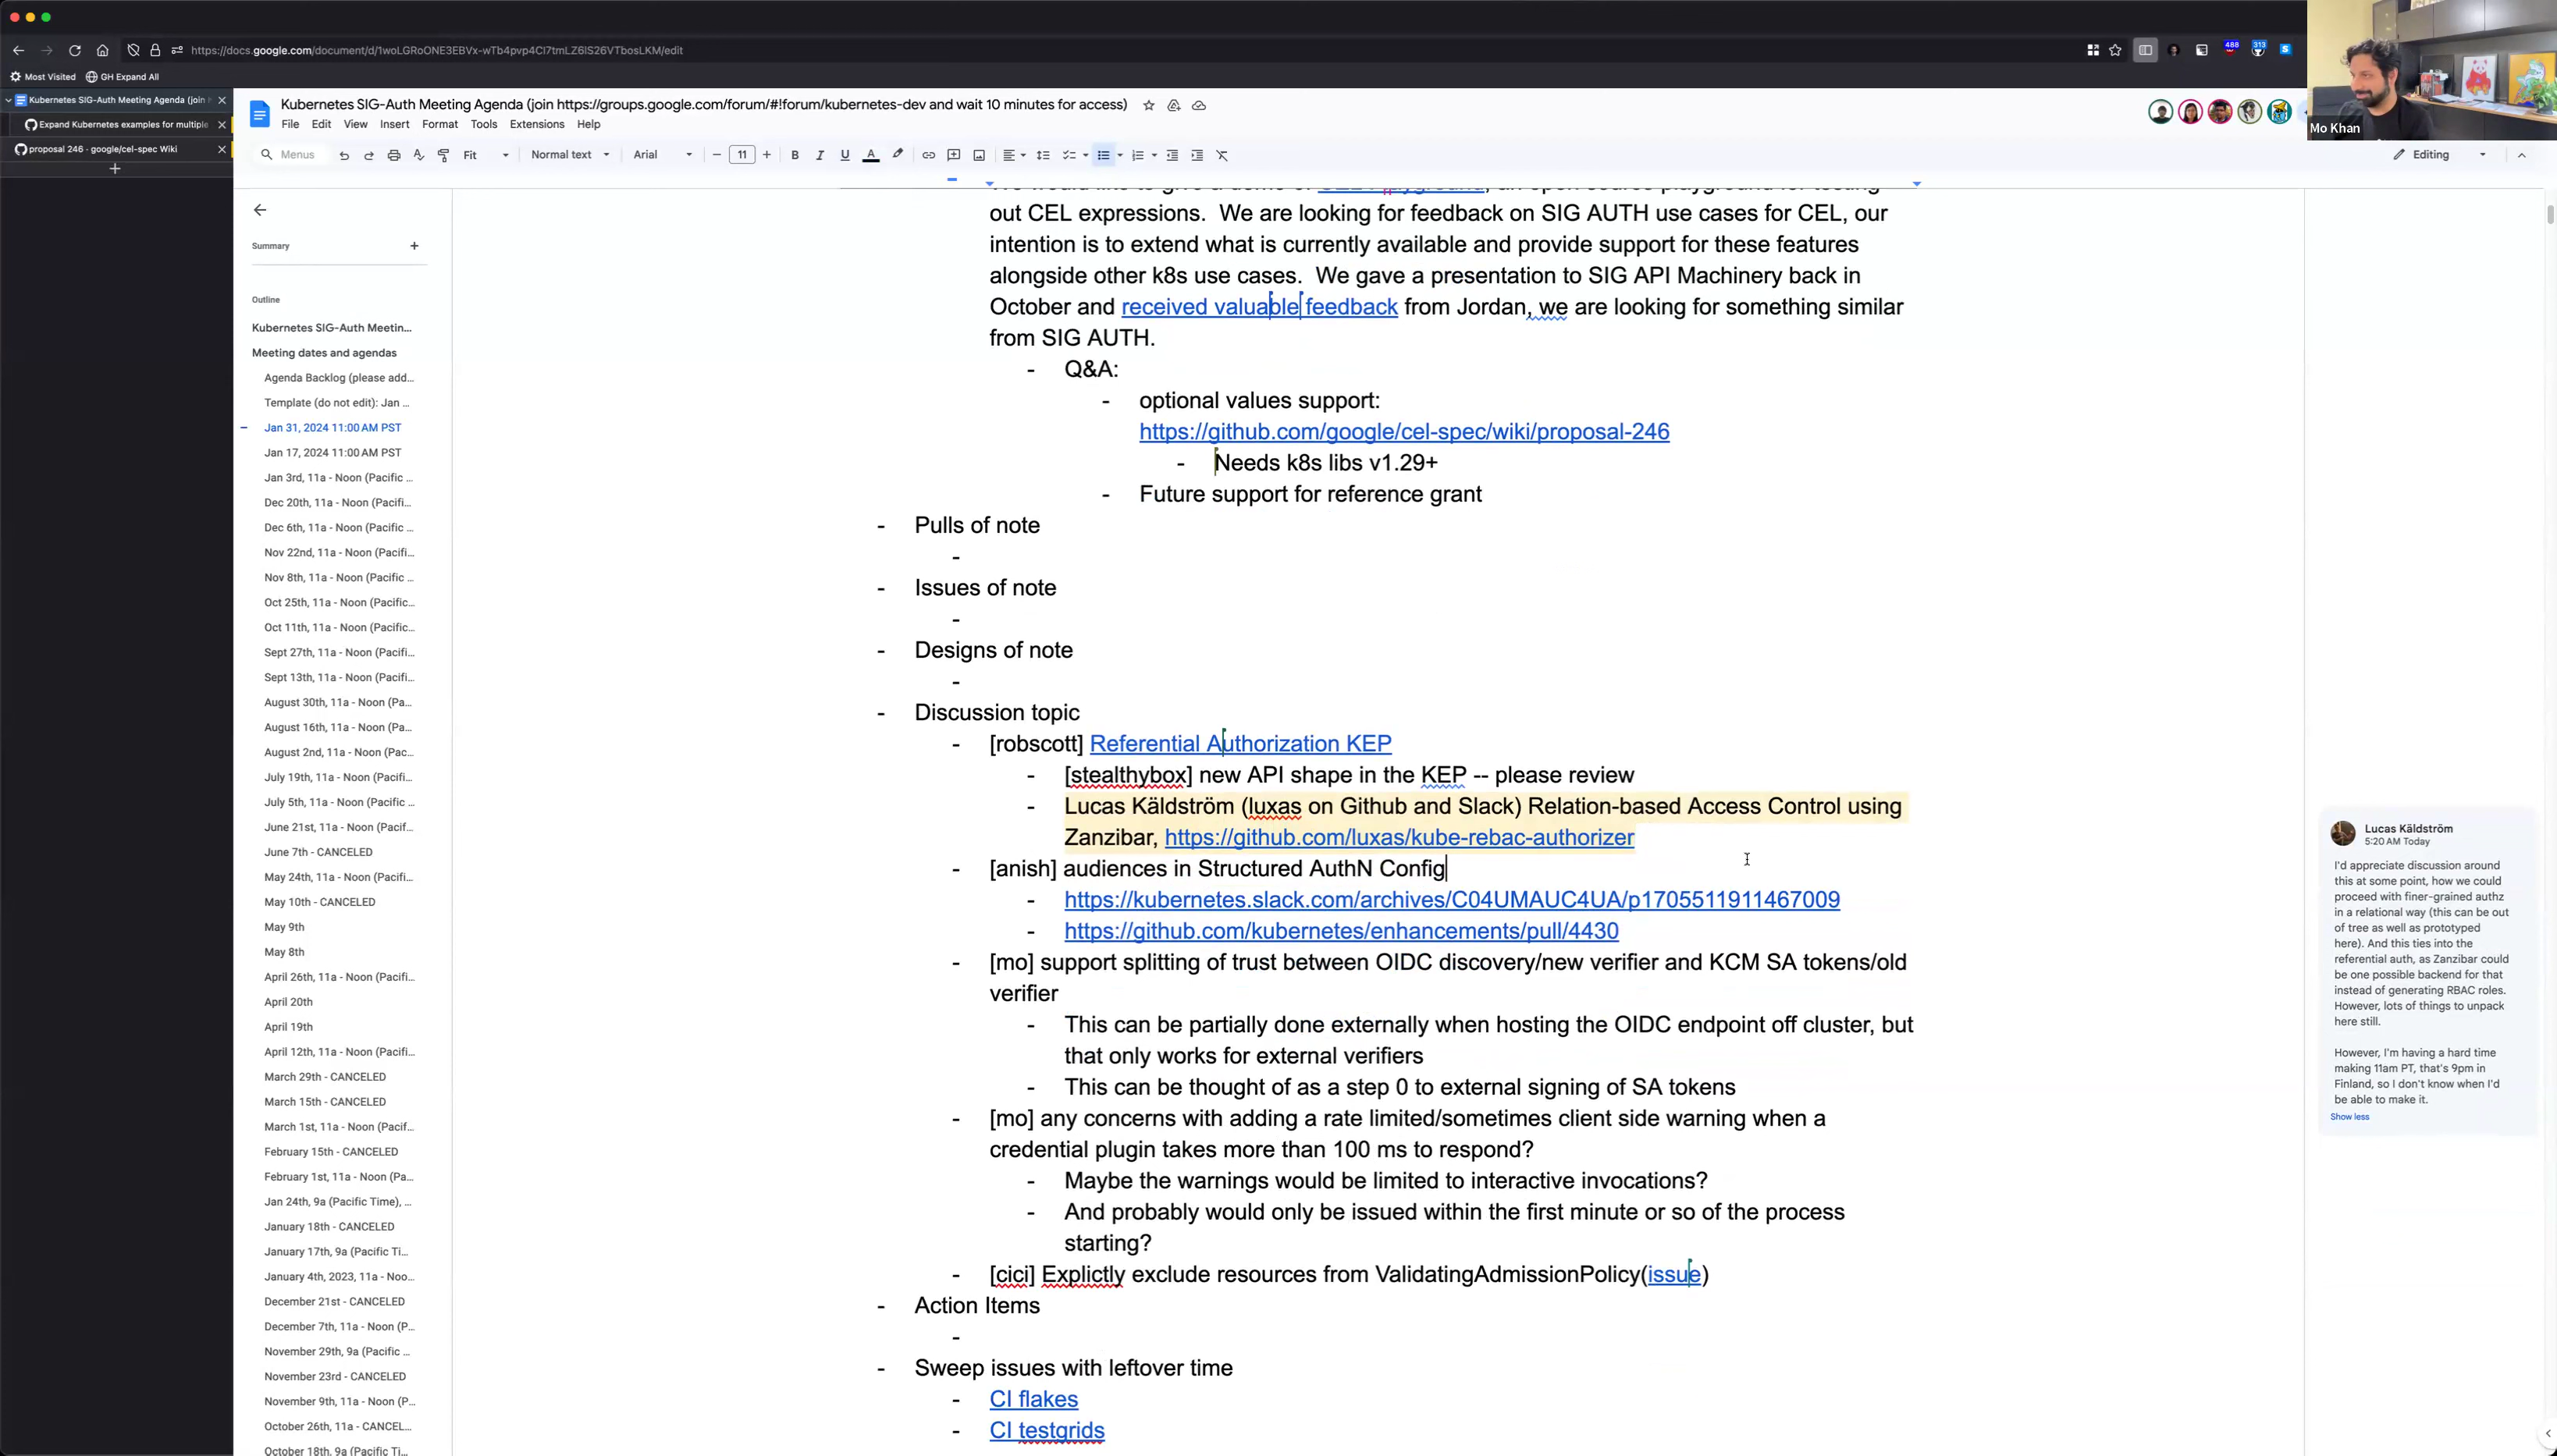 https://docs.google.com/document/d/1woLGRoONE3EBVx-wTb4pvp4Cl7tmLZ6lS26VTbosLKM/edit
488
313
Most Visited
GH Expand All
Kubernetes SIG-Auth Meeting Agenda (join h
Expand Kubernetes examples for multiple
proposal 246 · google/cel-spec Wiki
Kubernetes SIG-Auth Meeting Agenda (join https://groups.google.com/forum/#!forum/kubernetes-dev and wait 10 minutes for access)
File Edit View Insert Format Tools Extensions Help
Mo Khan
Menus
Fit
Normal text
Arial
11
Editing
Summary
Outline
Kubernetes SIG-Auth Meetin...
Meeting dates and agendas
Agenda Backlog (please add...
Template (do not edit): Jan ...
Jan 31, 2024 11:00 AM PST
Jan 17, 2024 11:00 AM PST
Jan 3rd, 11a - Noon (Pacific ...
Dec 20th, 11a - Noon (Pacifi...
Dec 6th, 11a - Noon (Pacific ...
Nov 22nd, 11a - Noon (Pacific ...
Nov 8th, 11a - Noon (Pacific ...
Oct 25th, 11a - Noon (Pacific...
Oct 11th, 11a - Noon (Pacific...
Sept 27th, 11a - Noon (Pacifi...
Sept 13th, 11a - Noon (Pacifi...
August 30th, 11a - Noon (Pa...
August 16th, 11a - Noon (Pa...
August 2nd, 11a - Noon (Pac...
July 19th, 11a - Noon (Pacifi...
July 5th, 11a - Noon (Pacific ...
June 21st, 11a - Noon (Pacif...
June 7th - CANCELED
May 24th, 11a - Noon (Pacific...
May 10th - CANCELED
May 9th
May 8th
April 26th, 11a - Noon (Pacific...
April 20th
April 19th
April 12th, 11a - Noon (Pacific...
March 29th - CANCELED
March 15th - CANCELED
March 1st, 11a - Noon (Pacif...
February 15th - CANCELED
February 1st, 11a - Noon (Pa...
Jan 24th, 9a (Pacific Time), ...
January 18th - CANCELED
January 17th, 9a (Pacific Ti...
January 4th, 2023, 11a - Noo...
December 21st - CANCELED
December 7th, 11a - Noon (P...
November 29th, 9a (Pacific ...
November 23rd - CANCELED
November 9th, 11a - Noon (P...
October 26th, 11a - CANCEL...
October 18th, 9a (Pacific Ti...
out CEL expressions. We are looking for feedback on SIG AUTH use cases for CEL, our
intention is to extend what is currently available and provide support for these features
alongside other k8s use cases. We gave a presentation to SIG API Machinery back in
October and received valuable feedback from Jordan, we are looking for something similar
from SIG AUTH.
- Q&A:
- optional values support:
https://github.com/google/cel-spec/wiki/proposal-246
- Needs k8s libs v1.29+
- Future support for reference grant
- Pulls of note
-
- Issues of note
-
- Designs of note
-
- Discussion topic
- [robscott] Referential Authorization KEP
- [stealthybox] new API shape in the KEP -- please review
- Lucas Käldström (luxas on Github and Slack) Relation-based Access Control using
Zanzibar, https://github.com/luxas/kube-rebac-authorizer
- [anish] audiences in Structured AuthN Config
- https://kubernetes.slack.com/archives/C04UMAUC4UA/p1705511911467009
- https://github.com/kubernetes/enhancements/pull/4430
- [mo] support splitting of trust between OIDC discovery/new verifier and KCM SA tokens/old
verifier
- This can be partially done externally when hosting the OIDC endpoint off cluster, but
that only works for external verifiers
- This can be thought of as a step 0 to external signing of SA tokens
- [mo] any concerns with adding a rate limited/sometimes client side warning when a
credential plugin takes more than 100 ms to respond?
- Maybe the warnings would be limited to interactive invocations?
- And probably would only be issued within the first minute or so of the process
starting?
- [cici] Explictly exclude resources from ValidatingAdmissionPolicy(issue)
- Action Items
-
- Sweep issues with leftover time
- CI flakes
- CI testgrids
Lucas Käldström
5:20 AM Today
I'd appreciate discussion around
this at some point, how we could
proceed with finer-grained authz
in a relational way (this can be out
of tree as well as prototyped
here). And this ties into the
referential auth, as Zanzibar could
be one possible backend for that
instead of generating RBAC roles.
However, lots of things to unpack
here still.
However, I'm having a hard time
making 11am PT, that's 9pm in
Finland, so I don't know when I'd
be able to make it.
Show less